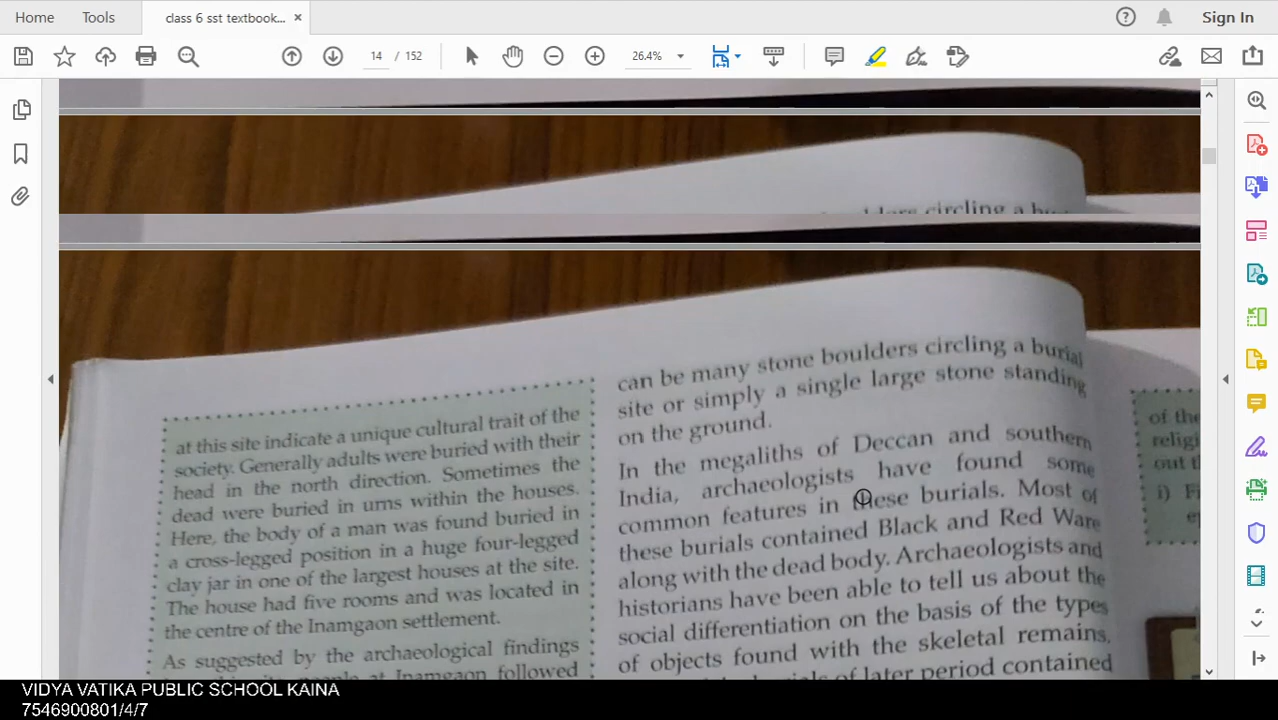 Home
Tools
class 6 sst textbook...
Sign In
14 / 152
26.4%
at this site indicate a unique cultural trait of the
society. Generally adults were buried with their
head in the north direction. Sometimes the
dead were buried in urns within the houses.
Here, the body of a man was found buried in
a cross-legged position in a huge four-legged
clay jar in one of the largest houses at the site.
The house had five rooms and was located in
the centre of the Inamgaon settlement.
As suggested by the archaeological findings
people at Inamgaon followed
can be many stone boulders circling a burial
site or simply a single large stone standing
on the ground.
In the megaliths of Deccan and southern
India, archaeologists have found some
common features in these burials. Most of
these burials contained Black and Red Ware
along with the dead body. Archaeologists and
historians have been able to tell us about the
social differentiation on the basis of the types
of objects found with the skeletal remains.
of later period contained
of the
religi
out t
i) Fi
VIDYA VATIKA PUBLIC SCHOOL KAINA
7546900801/4/7